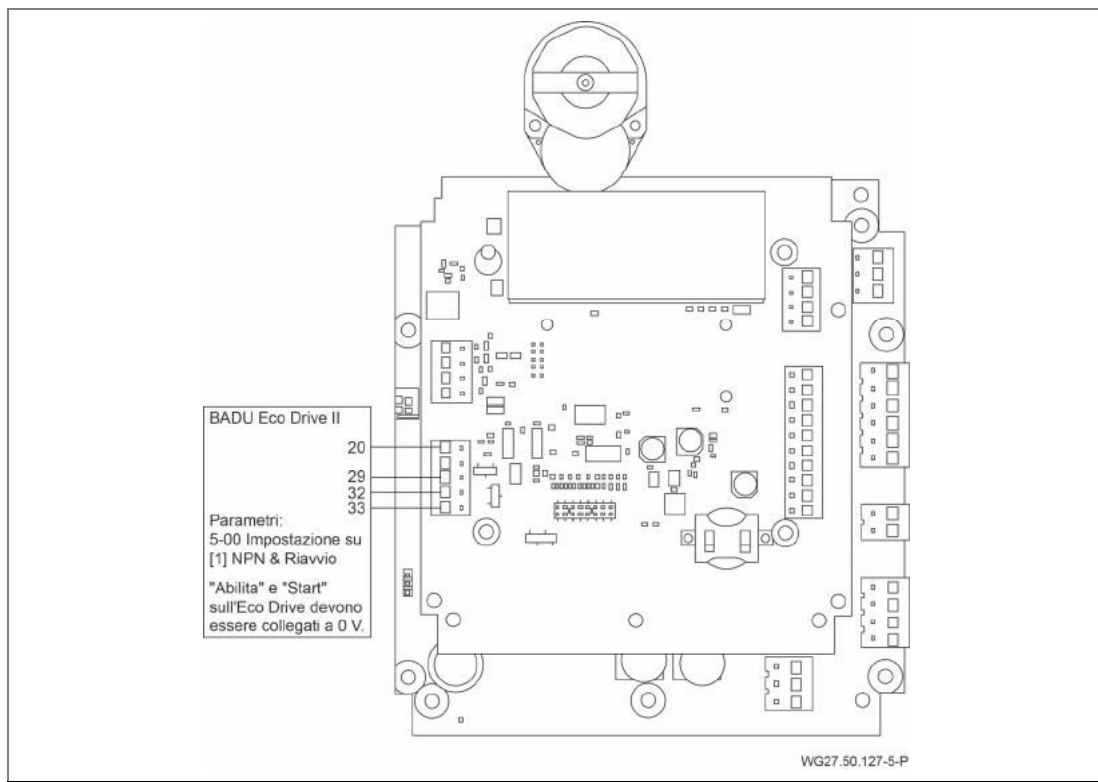 BADU Eco Drive II
20
29
32
33
Parametri:
5-00 Impostazione su
[1] NPN & Riavvio
"Abilita" e "Start"
sull'Eco Drive devono
essere collegati a 0 V.
WG27.50.127-5-P